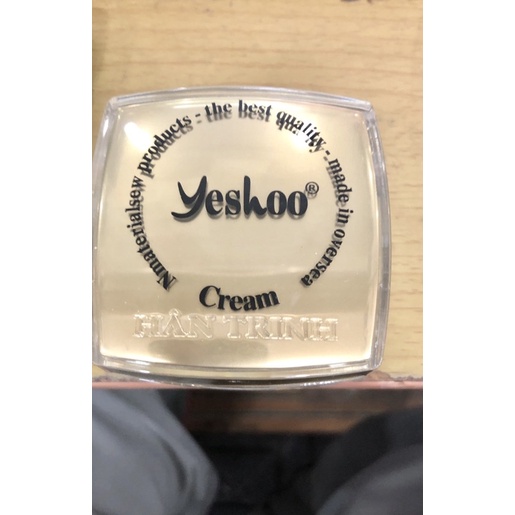 Nmaterialsew products - the best quality - made in oversea
Yeshoo®
Cream
HÂN TRINH